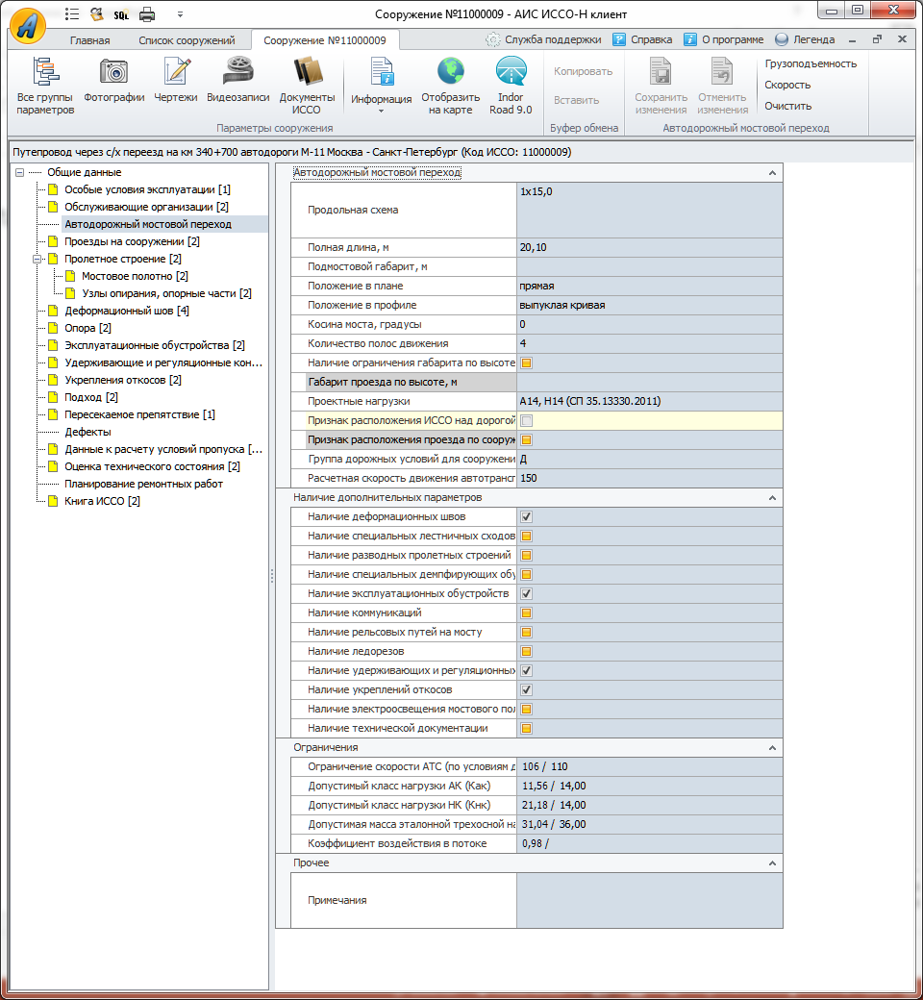 SQL
Сооружение №11000009 - АИС ИССО-Н клиент
Главная
Список сооружений
Сооружение №11000009
Служба поддержки
Справка
О программе
Легенда
Все группы параметров
Фотографии
Чертежи
Видеозаписи
Документы ИССО
Информация
Отобразить на карте
Indor Road 9.0
Параметры сооружения
Копировать
Вставить
Буфер обмена
Сохранить изменения
Отменить изменения
Грузоподъемность
Скорость
Очистить
Автодорожный мостовой переход
Путепровод через с/х переезд на км 340+700 автодороги М-11 Москва - Санкт-Петербург (Код ИССО: 11000009)
Общие данные
Особые условия эксплуатации [1]
Обслуживающие организации [2]
Автодорожный мостовой переход
Проезды на сооружении [2]
Пролетное строение [2]
Мостовое полотно [2]
Узлы опирания, опорные части [2]
Деформационный шов [4]
Опора [2]
Эксплуатационные обустройства [2]
Удерживающие и регуляционные кон...
Укрепления откосов [2]
Подход [2]
Пересекаемое препятствие [1]
Дефекты
Данные к расчету условий пропуска [...
Оценка технического состояния [2]
Планирование ремонтных работ
Книга ИССО [2]
Автодорожный мостовой переход
Продольная схема 1x15,0
Полная длина, м 20,10
Подмостовой габарит, м
Положение в плане прямая
Положение в профиле выпуклая кривая
Косина моста, градусы 0
Количество полос движения 4
Наличие ограничения габарита по высоте
Габарит проезда по высоте, м
Проектные нагрузки А14, Н14 (СП 35.13330.2011)
Признак расположения ИССО над дорогой
Признак расположения проезда по сооруж
Группа дорожных условий для сооружени Д
Расчетная скорость движения автотрансп 150
Наличие дополнительных параметров
Наличие деформационных швов
Наличие специальных лестничных сходов
Наличие разводных пролетных строений
Наличие специальных демпфирующих обу
Наличие эксплуатационных обустройств
Наличие коммуникаций
Наличие рельсовых путей на мосту
Наличие ледорезов
Наличие удерживающих и регуляционных
Наличие укреплений откосов
Наличие электроосвещения мостового пол
Наличие технической документации
Ограничения
Ограничение скорости АТС (по условиям д 106 / 110
Допустимый класс нагрузки АК (Как) 11,56 / 14,00
Допустимый класс нагрузки НК (Кнк) 21,18 / 14,00
Допустимая масса эталонной трехосной на 31,04 / 36,00
Коэффициент воздействия в потоке 0,98 /
Прочее
Примечания